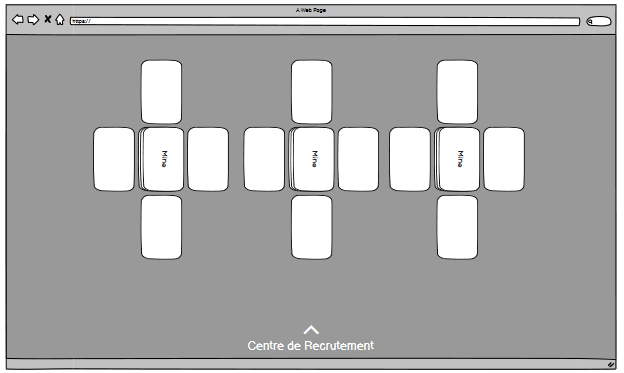 A Web Page
https://
Mine
Mine
Mine
Centre de Recrutement